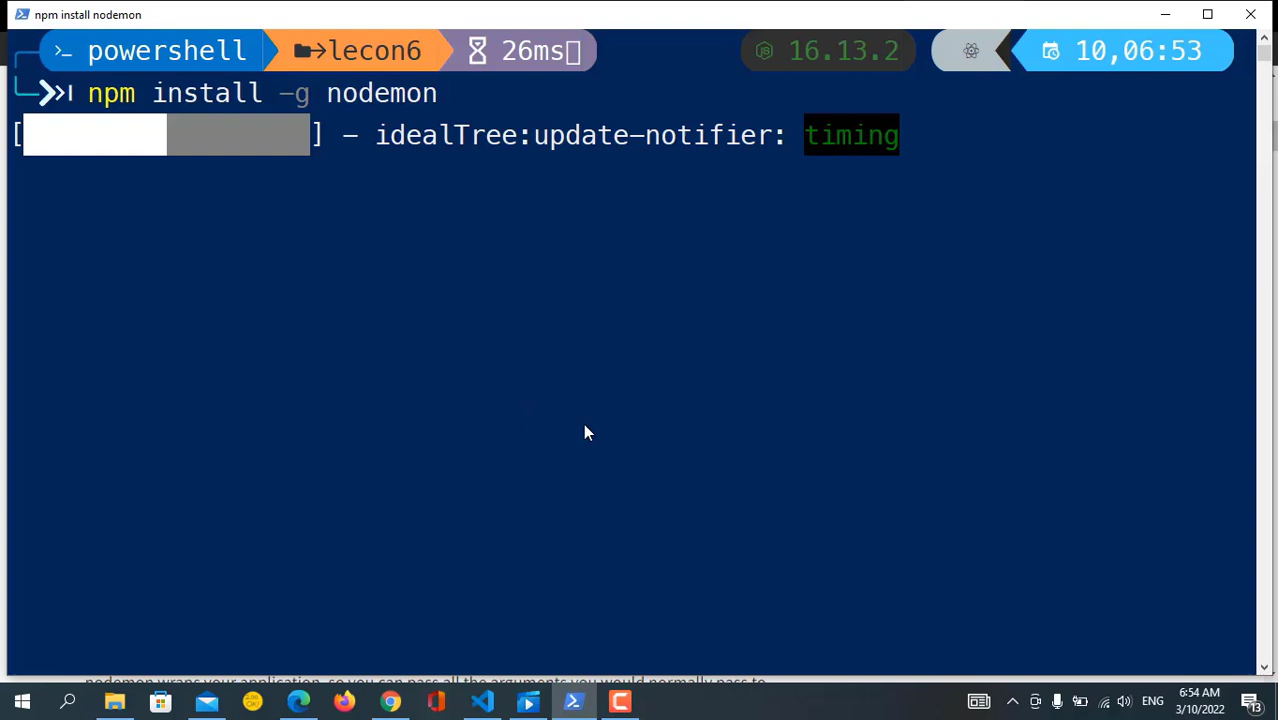 npm install nodemon
powershell lecon6 26ms 16.13.2 10,06:53
npm install -g nodemon
[ ] - idealTree:update-notifier: timing
nodemon wraps your application, so you can pass all the arguments you would normally pass to
ENG
6:54 AM
3/10/2022
13